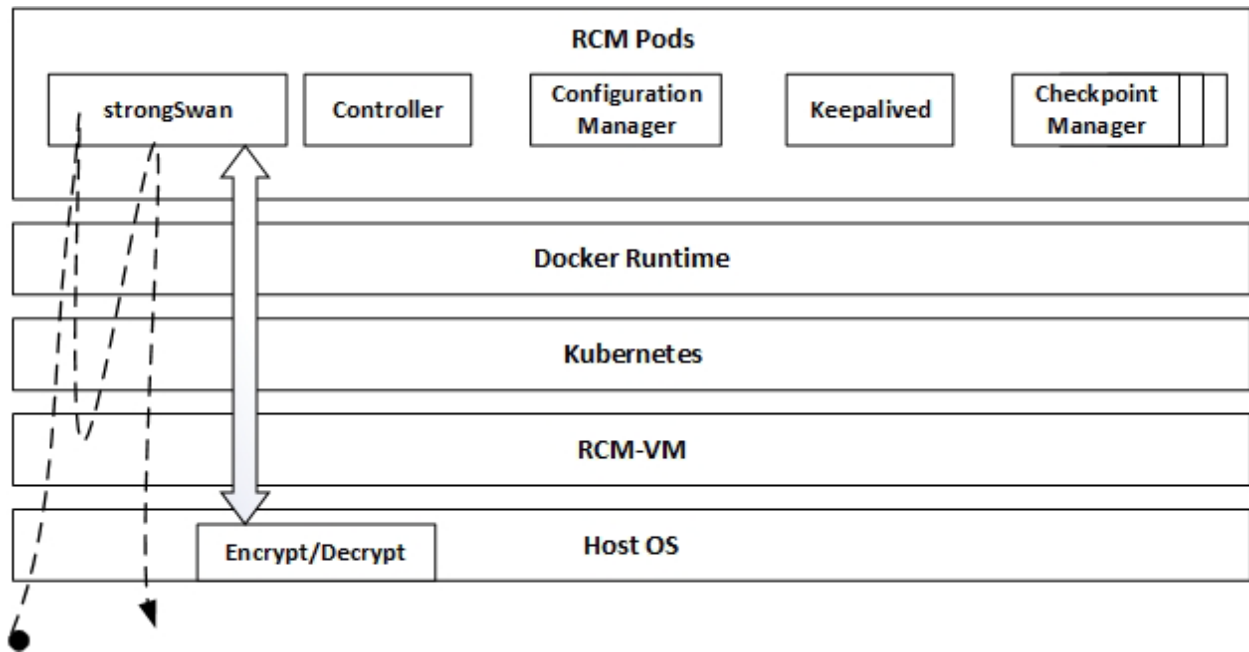 RCM Pods
strongSwan
Controller
Configuration
Manager
Keepalived
Checkpoint
Manager
Docker Runtime
Kubernetes
RCM-VM
Host OS
Encrypt/Decrypt